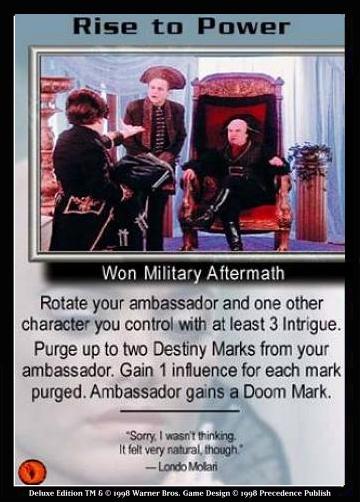 Rise to Power
Won Military Aftermath
Rotate your ambassador and one other
character you control with at least 3 Intrigue.
Purge up to two Destiny Marks from your
ambassador. Gain 1 influence for each mark
purged. Ambassador gains a Doom Mark.
"Sorry, I wasn't thinking.
It felt very natural, though."
— Londo Mollari
Deluxe Edition TM & © 1998 Warner Bros. Game Design © 1998 Precedence Publish